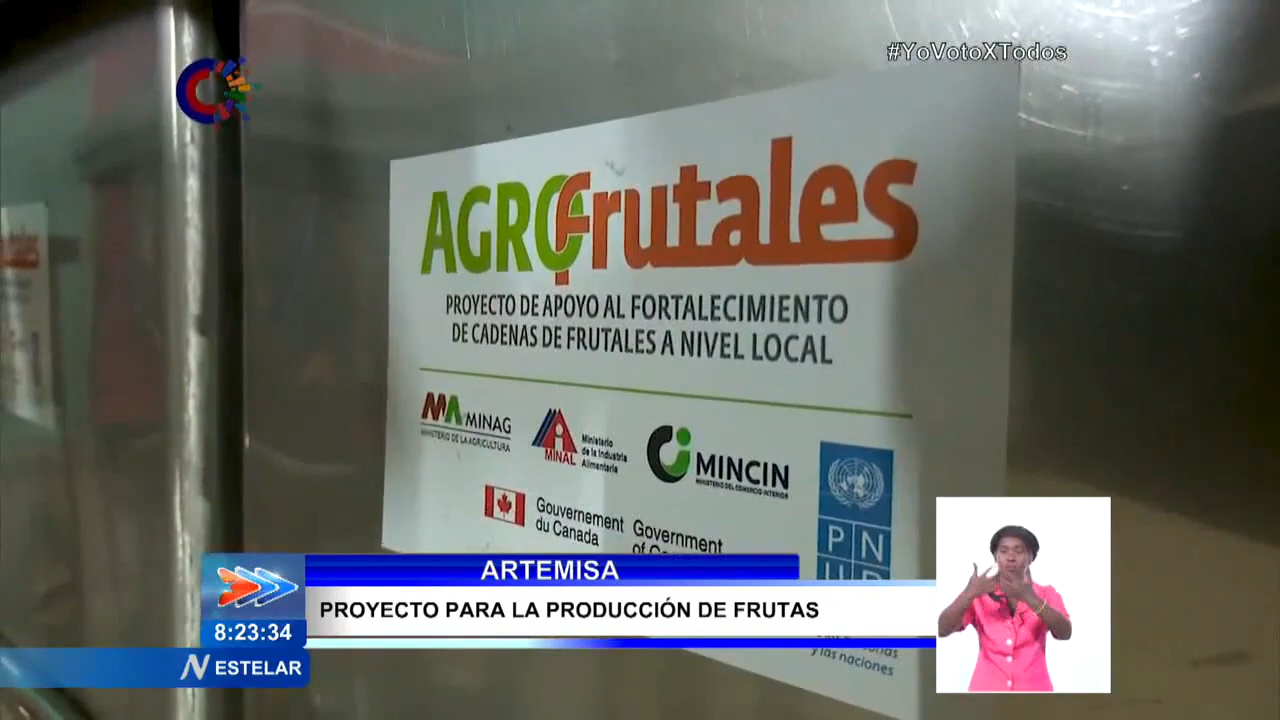 #YoVotoXTodos
AGROfrutales
PROYECTO DE APOYO AL FORTALECIMIENTO
DE CADENAS DE FRUTALES A NIVEL LOCAL
MINAG
MINISTERIO DE LA AGRICULTURA
MINAL
Ministerio
de la Industria
Alimentaria
MINCIN
MINISTERIO DEL COMERCIO INTERIOR
Gouvernement
du Canada
Government
PN
UD
y las naciones
ARTEMISA
PROYECTO PARA LA PRODUCCIÓN DE FRUTAS
8:23:34
N ESTELAR